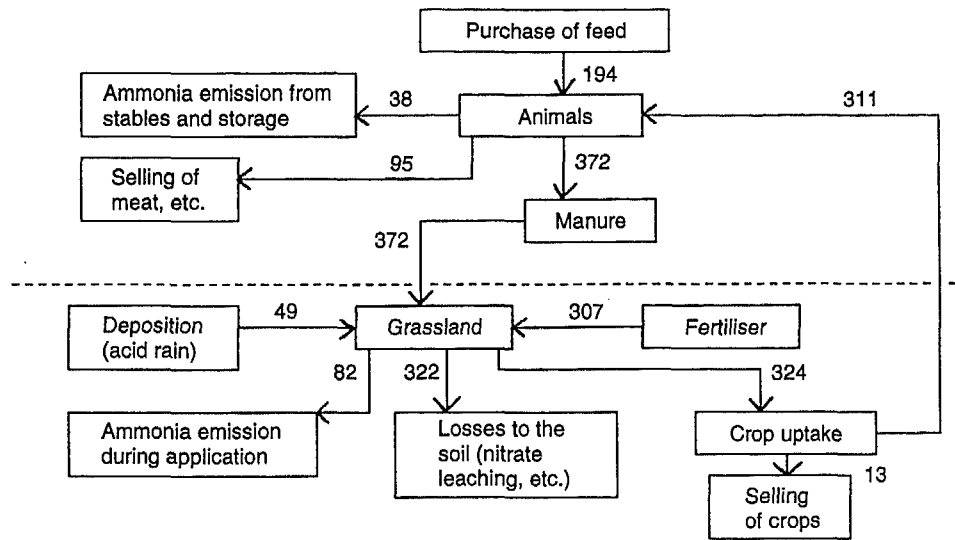 Purchase of feed
194
Ammonia emission from
stables and storage
38
Animals
311
Selling of
meat, etc.
95
372
Manure
372
Deposition
(acid rain)
49
Grassland
307
Fertiliser
82
322
324
Ammonia emission
during application
Losses to the
soil (nitrate
leaching, etc.)
Crop uptake
13
Selling
of crops